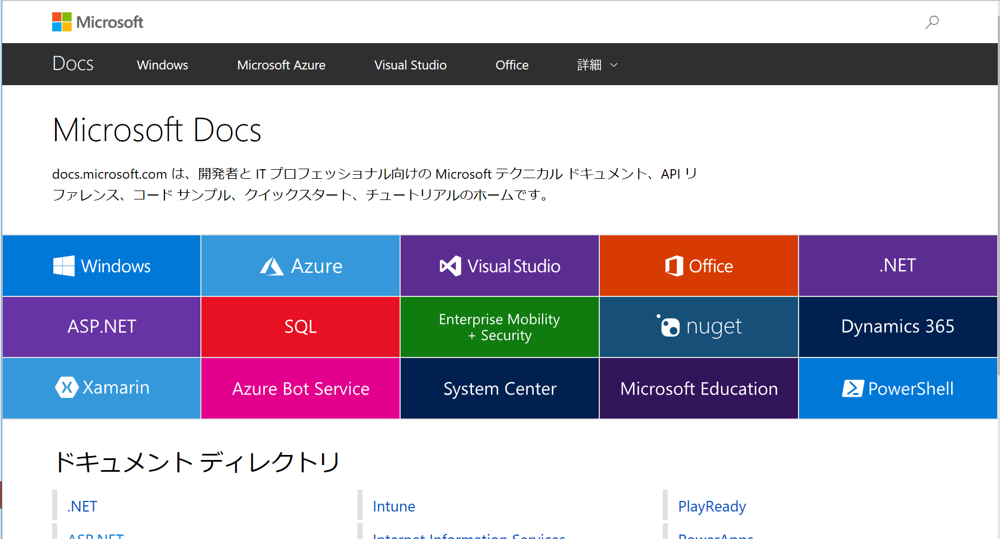 Microsoft
Docs Windows Microsoft Azure Visual Studio Office 詳細
Microsoft Docs
docs.microsoft.com は、開発者と IT プロフェッショナル向けの Microsoft テクニカル ドキュメント、API リ
ファレンス、コード サンプル、クイックスタート、チュートリアルのホームです。
Windows Azure Visual Studio Office .NET
ASP.NET SQL Enterprise Mobility
+ Security nuget Dynamics 365
Xamarin Azure Bot Service System Center Microsoft Education PowerShell
ドキュメント ディレクトリ
.NET Intune PlayReady
ASP.NET Internet Information Services PowerApps